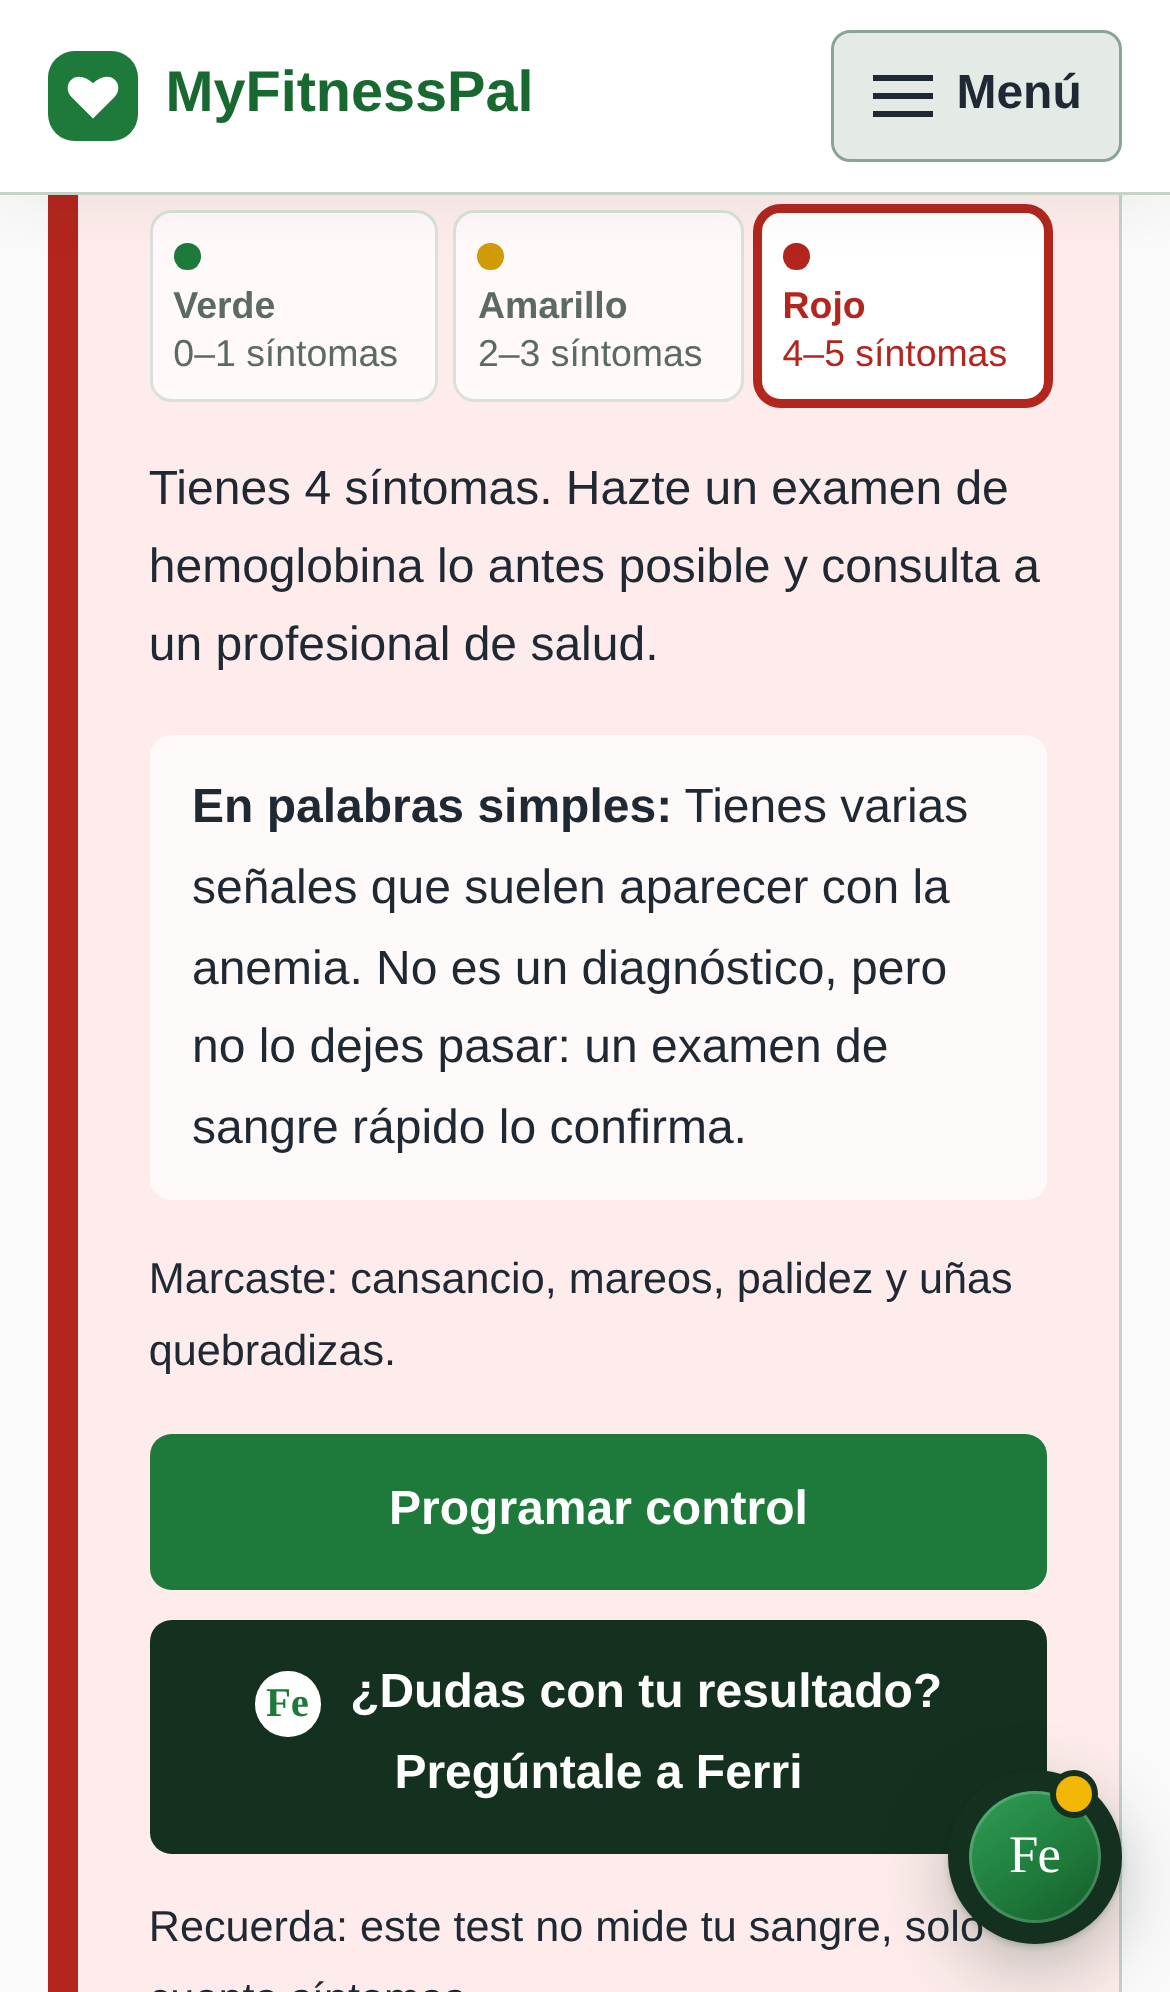 MyFitnessPal
Menú
Verde
0–1 síntomas
Amarillo
2–3 síntomas
Rojo
4–5 síntomas
Tienes 4 síntomas. Hazte un examen de
hemoglobina lo antes posible y consulta a
un profesional de salud.
En palabras simples: Tienes varias
señales que suelen aparecer con la
anemia. No es un diagnóstico, pero
no lo dejes pasar: un examen de
sangre rápido lo confirma.
Marcaste: cansancio, mareos, palidez y uñas
quebradizas.
Programar control
Fe ¿Dudas con tu resultado?
Pregúntale a Ferri
Fe
Recuerda: este test no mide tu sangre, solo